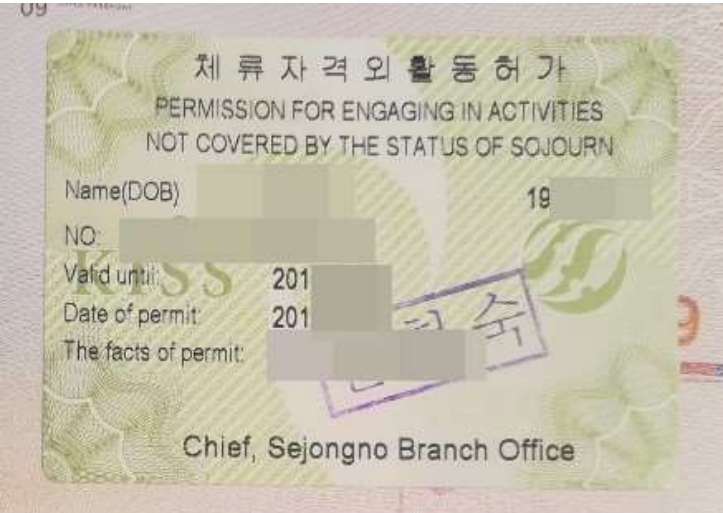 09
체류자격외활동허가
PERMISSION FOR ENGAGING IN ACTIVITIES
NOT COVERED BY THE STATUS OF SOJOURN
Name(DOB) 19
NO:
Valid until: 201
Date of permit: 201
The facts of permit:
숙
Chief, Sejongno Branch Office